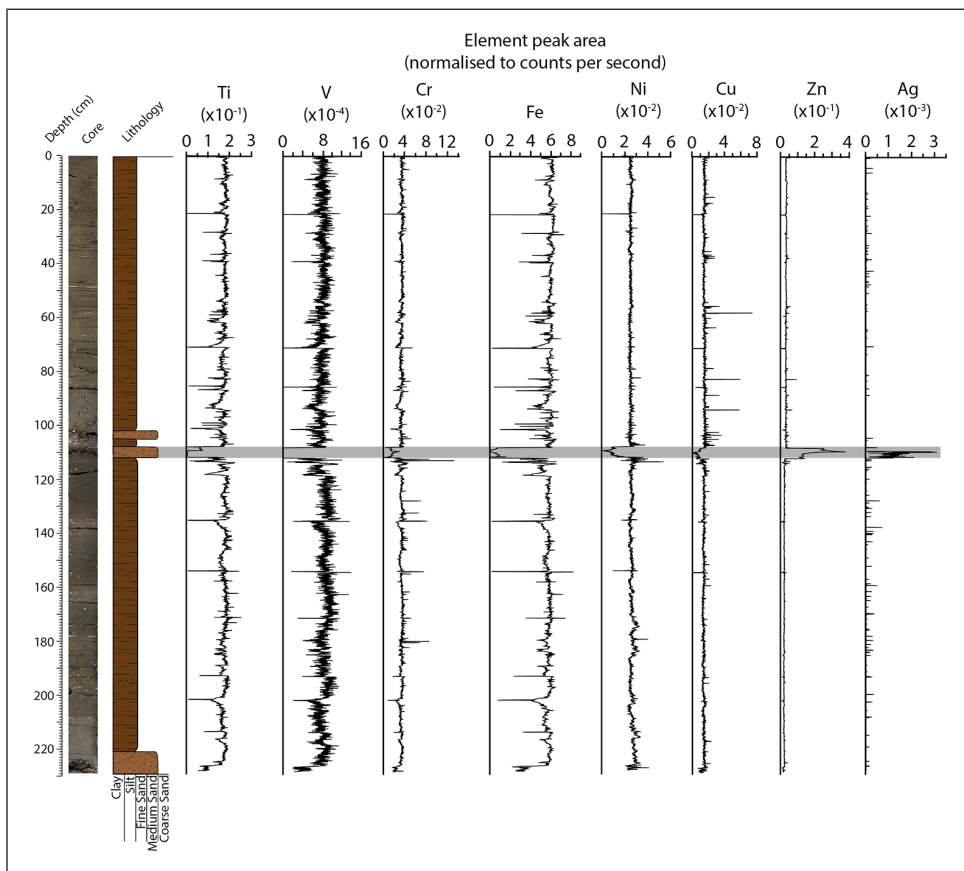 Element peak area
(normalised to counts per second)
Depth (cm)
Core
Lithology
Ti
(x10-1)
V
(x10-4)
Cr
(x10-2)
Fe
Ni
(x10-2)
Cu
(x10-2)
Zn
(x10-1)
Ag
(x10-3)
0 1 2 3
0 8 16
0 4 8 12
0 2 4 6 8
0 2 4 6
0 4 8
0 2 4
0 1 2 3
0
20
40
60
80
100
120
140
160
180
200
220
Clay
Silt
Fine Sand
Medium Sand
Coarse Sand